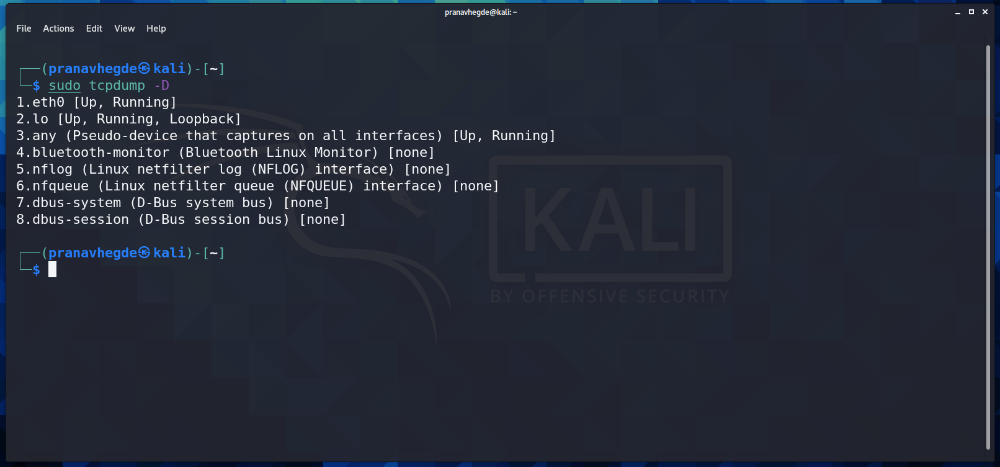 pranavhegde@kali: ~
File Actions Edit View Help
┌──(pranavhegde㉿kali)-[~]
└─$ sudo tcpdump -D
1.eth0 [Up, Running]
2.lo [Up, Running, Loopback]
3.any (Pseudo-device that captures on all interfaces) [Up, Running]
4.bluetooth-monitor (Bluetooth Linux Monitor) [none]
5.nflog (Linux netfilter log (NFLOG) interface) [none]
6.nfqueue (Linux netfilter queue (NFQUEUE) interface) [none]
7.dbus-system (D-Bus system bus) [none]
8.dbus-session (D-Bus session bus) [none]
┌──(pranavhegde㉿kali)-[~]
└─$
KALI
BY OFFENSIVE SECURITY